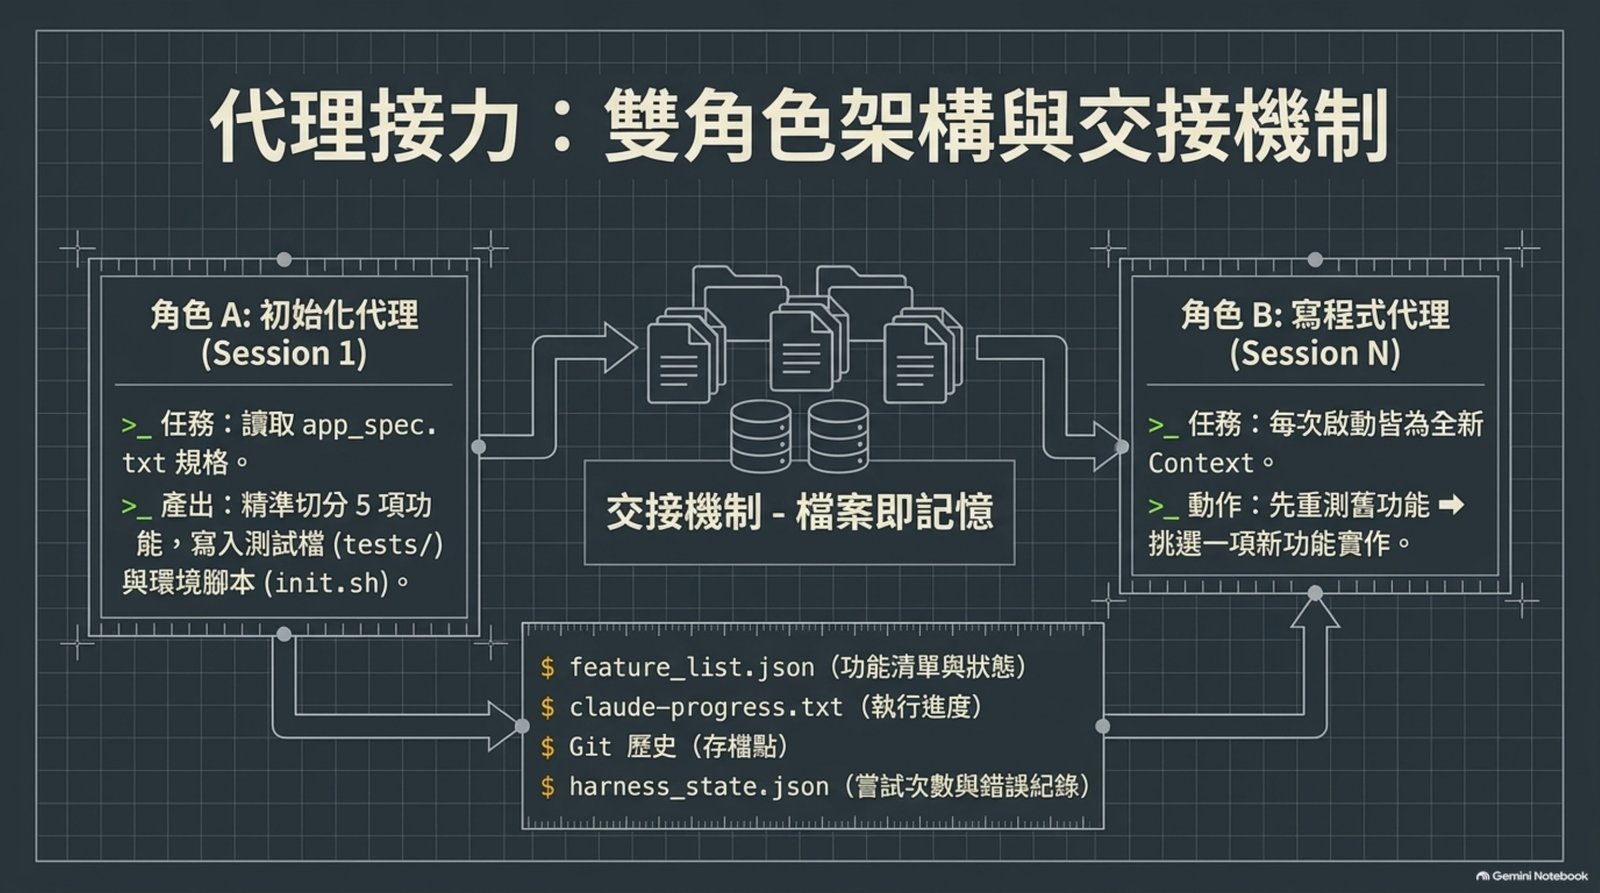 代理接力：雙角色架構與交接機制
角色 A: 初始化代理
(Session 1)
>_ 任務：讀取 app_spec.
txt 規格。
>_ 產出：精準切分 5 項功
能，寫入測試檔 (tests/)
與環境腳本 (init.sh)。
交接機制 - 檔案即記憶
$ feature_list.json（功能清單與狀態）
$ claude-progress.txt（執行進度）
$ Git 歷史（存檔點）
$ harness_state.json（嘗試次數與錯誤紀錄）
角色 B: 寫程式代理
(Session N)
>_ 任務：每次啟動皆為全新
Context。
>_ 動作：先重測舊功能 ➡
挑選一項新功能實作。
Gemini Notebook